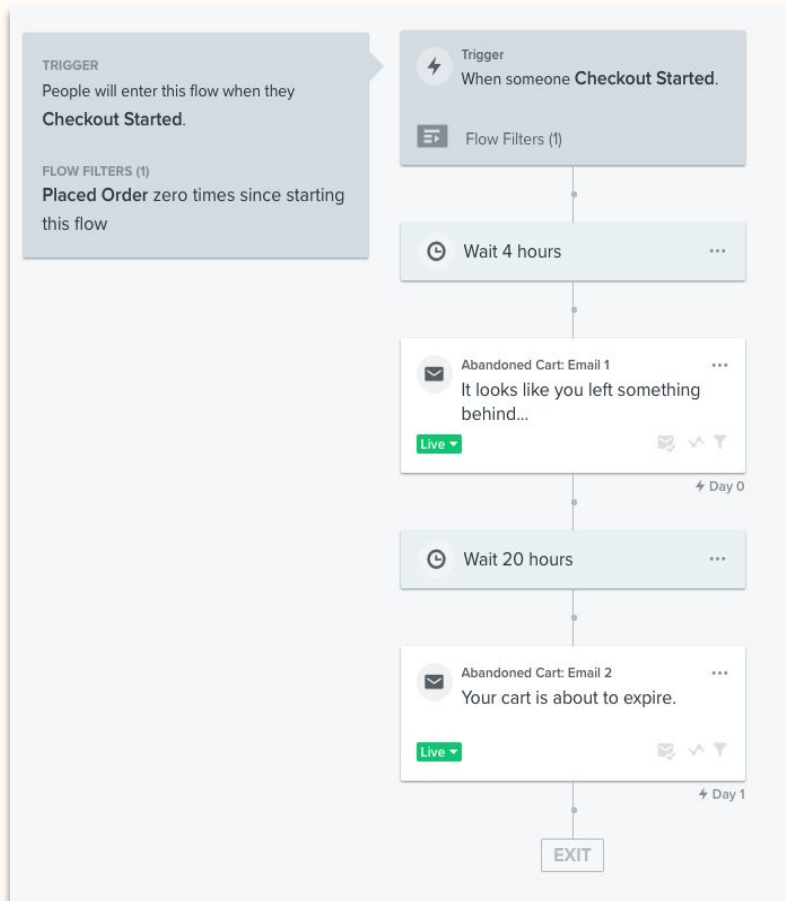 TRIGGER
People will enter this flow when they
Checkout Started.
FLOW FILTERS (1)
Placed Order zero times since starting
this flow
Trigger
When someone Checkout Started.
Flow Filters (1)
Wait 4 hours
Abandoned Cart: Email 1
It looks like you left something
behind...
Live
Day 0
Wait 20 hours
Abandoned Cart: Email 2
Your cart is about to expire.
Live
Day 1
EXIT